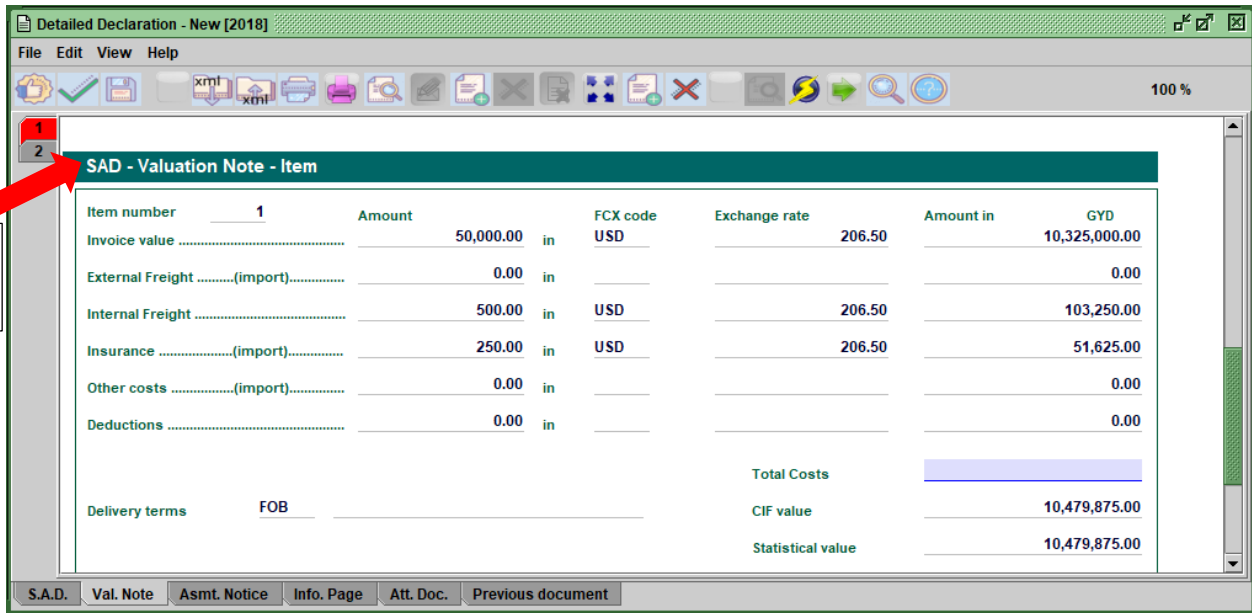 Detailed Declaration - New [2018]
File Edit View Help
xml xml 100 %
1
2
SAD - Valuation Note - Item
Item number 1 Amount FCX code Exchange rate Amount in GYD
Invoice value ............................................. 50,000.00 in USD 206.50 10,325,000.00
External Freight ..........(import)............... 0.00 in 0.00
Internal Freight ......................................... 500.00 in USD 206.50 103,250.00
Insurance ....................(import)............... 250.00 in USD 206.50 51,625.00
Other costs .................(import)............... 0.00 in 0.00
Deductions ................................................ 0.00 in 0.00
Total Costs
Delivery terms FOB CIF value 10,479,875.00
Statistical value 10,479,875.00
S.A.D. Val. Note Asmt. Notice Info. Page Att. Doc. Previous document